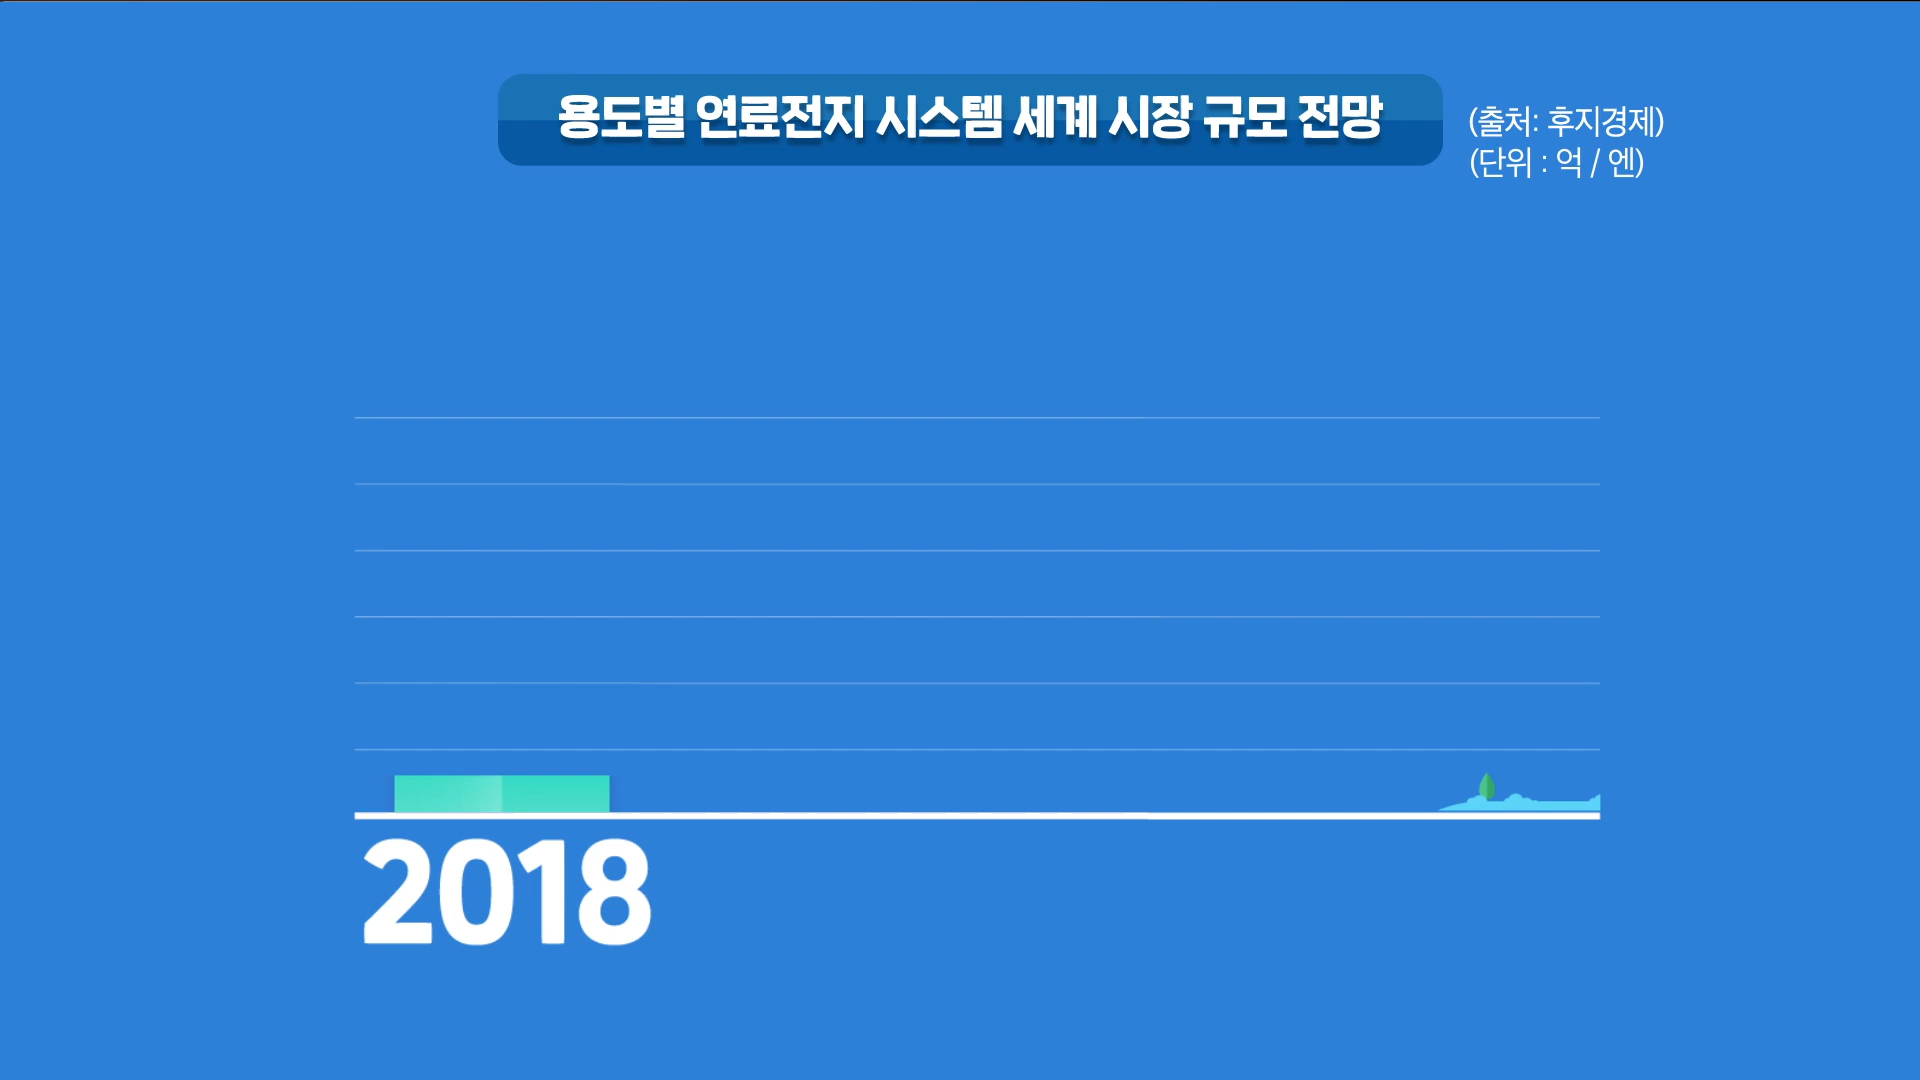 용도별 연료전지 시스템 세계 시장 규모 전망
(출처: 후지경제)
(단위 : 억 / 엔)
2018